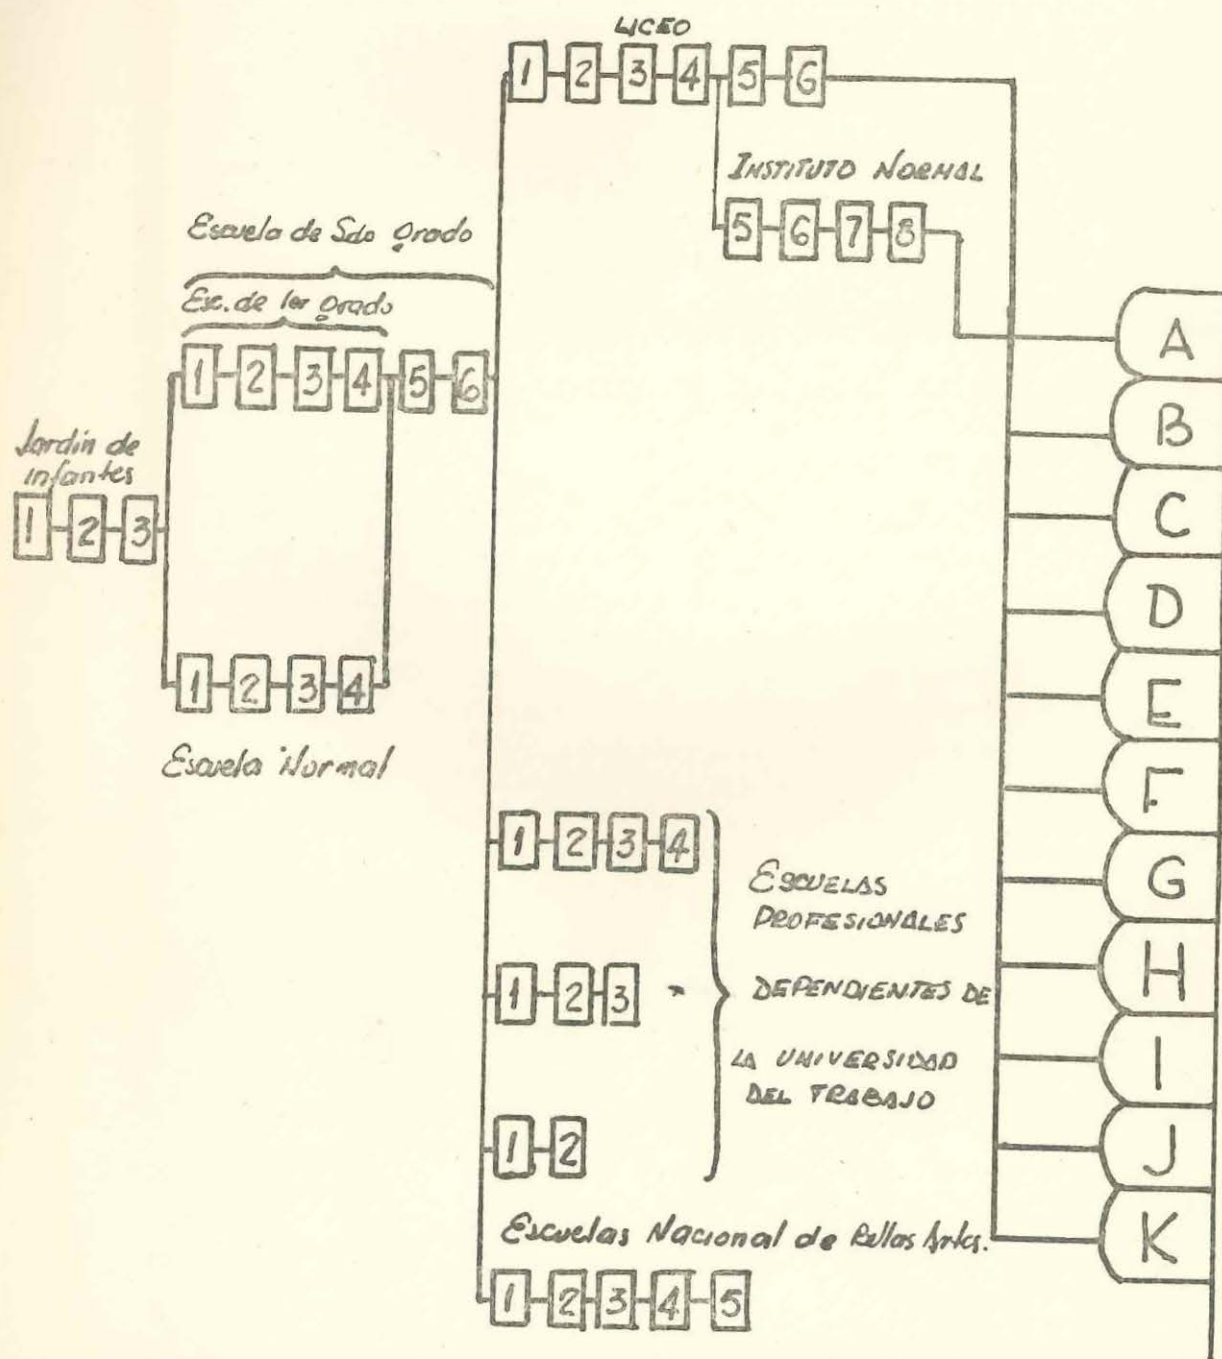 LICEO
1 2 3 4 5 6
INSTITUTO NORMAL
5 6 7 8
Escuela de Sdo grado
Esc. de 1er grado
1 2 3 4 5 6
Jardín de
infantes
1 2 3
1 2 3 4
Escuela Normal
1 2 3 4
ESCUELAS
PROFESIONALES
1 2 3
DEPENDIENTES DE
LA UNIVERSIDAD
DEL TRABAJO
1 2
Escuelas Nacional de Bellas Artes.
1 2 3 4 5
A
B
C
D
E
F
G
H
I
J
K